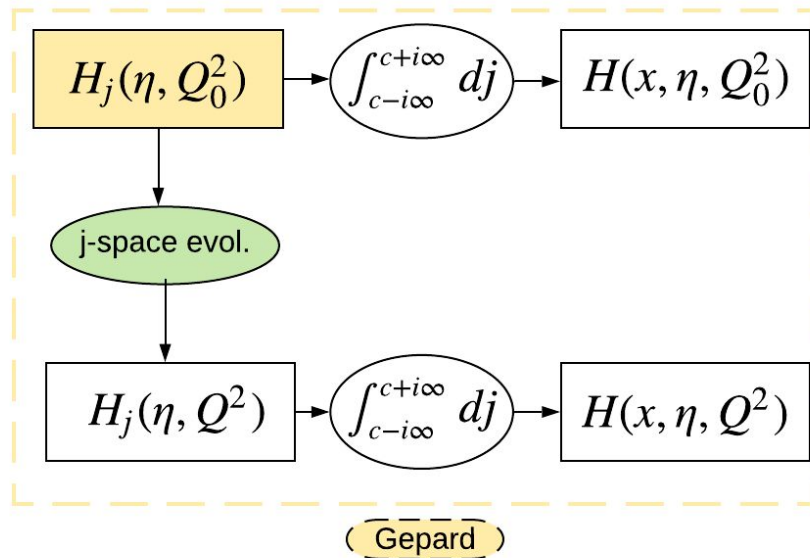 H_j(η, Q_0^2)
∫_{c−i∞}^{c+i∞} dj
H(x, η, Q_0^2)
j-space evol.
H_j(η, Q^2)
∫_{c−i∞}^{c+i∞} dj
H(x, η, Q^2)
Gepard